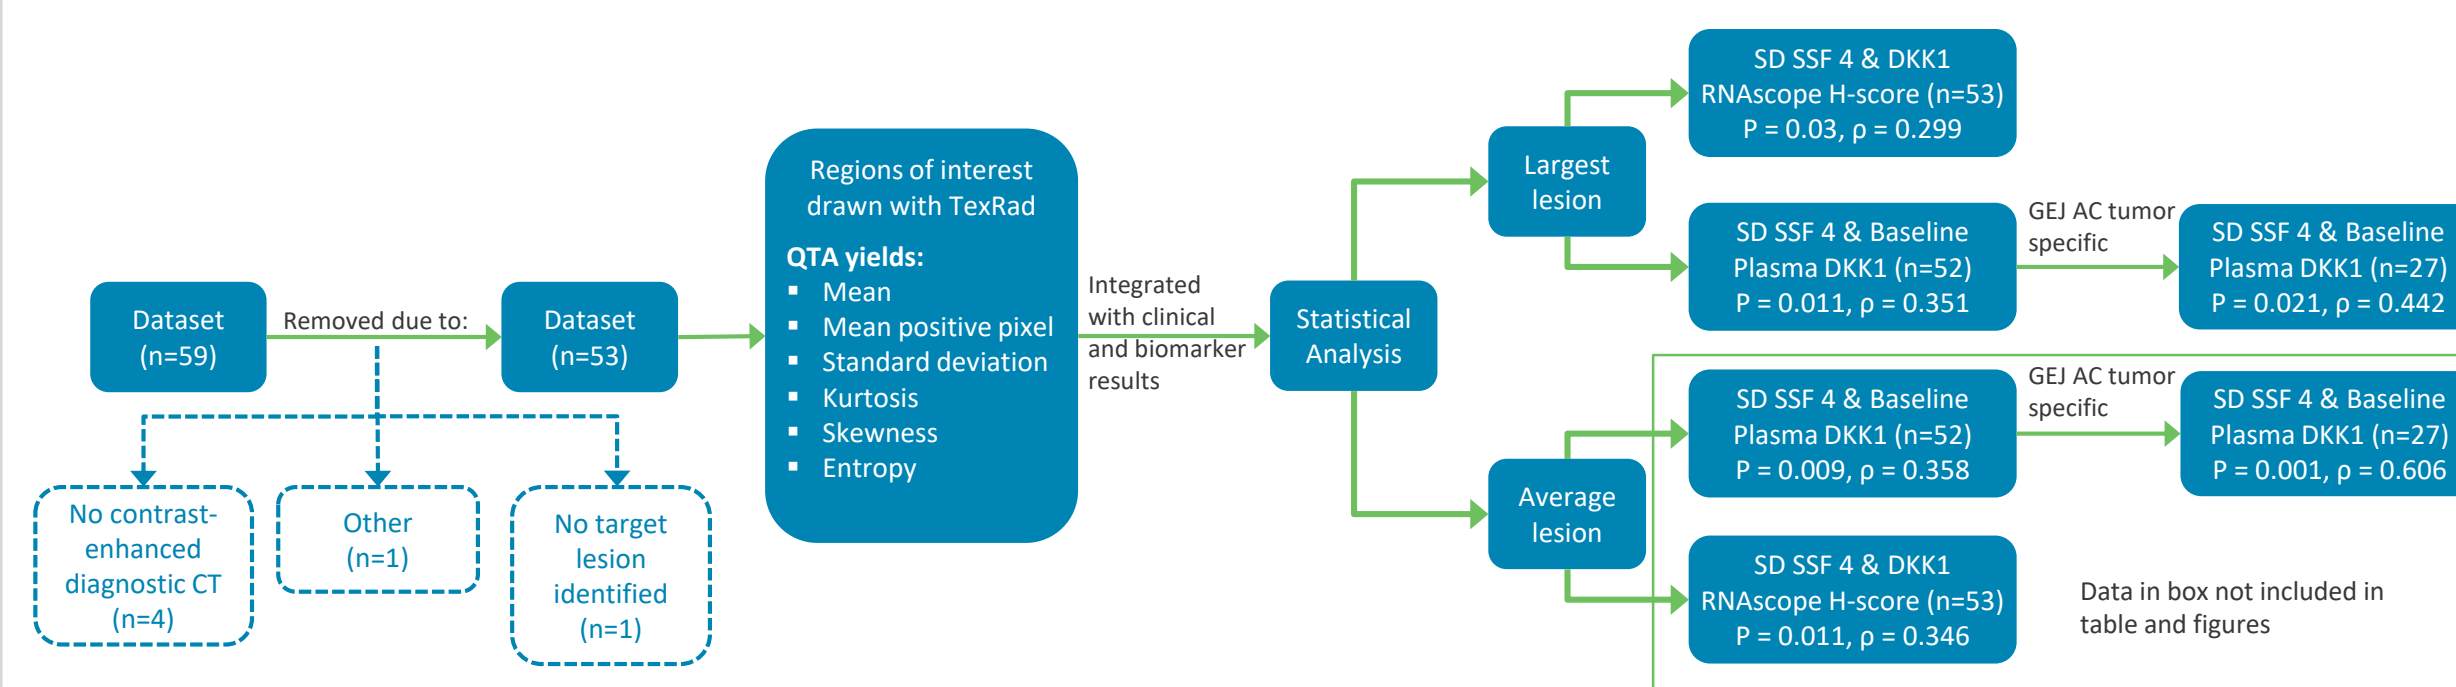 Dataset
(n=59)
Removed due to:
No contrast-
enhanced
diagnostic CT
(n=4)
Other
(n=1)
No target
lesion
identified
(n=1)
Dataset
(n=53)
Regions of interest
drawn with TexRad
QTA yields:
▪ Mean
▪ Mean positive pixel
▪ Standard deviation
▪ Kurtosis
▪ Skewness
▪ Entropy
Integrated
with clinical
and biomarker
results
Statistical
Analysis
Largest
lesion
SD SSF 4 & DKK1
RNAscope H-score (n=53)
P = 0.03, ρ = 0.299
SD SSF 4 & Baseline
Plasma DKK1 (n=52)
P = 0.011, ρ = 0.351
GEJ AC tumor
specific
SD SSF 4 & Baseline
Plasma DKK1 (n=27)
P = 0.021, ρ = 0.442
Average
lesion
SD SSF 4 & Baseline
Plasma DKK1 (n=52)
P = 0.009, ρ = 0.358
GEJ AC tumor
specific
SD SSF 4 & Baseline
Plasma DKK1 (n=27)
P = 0.001, ρ = 0.606
SD SSF 4 & DKK1
RNAscope H-score (n=53)
P = 0.011, ρ = 0.346
Data in box not included in
table and figures